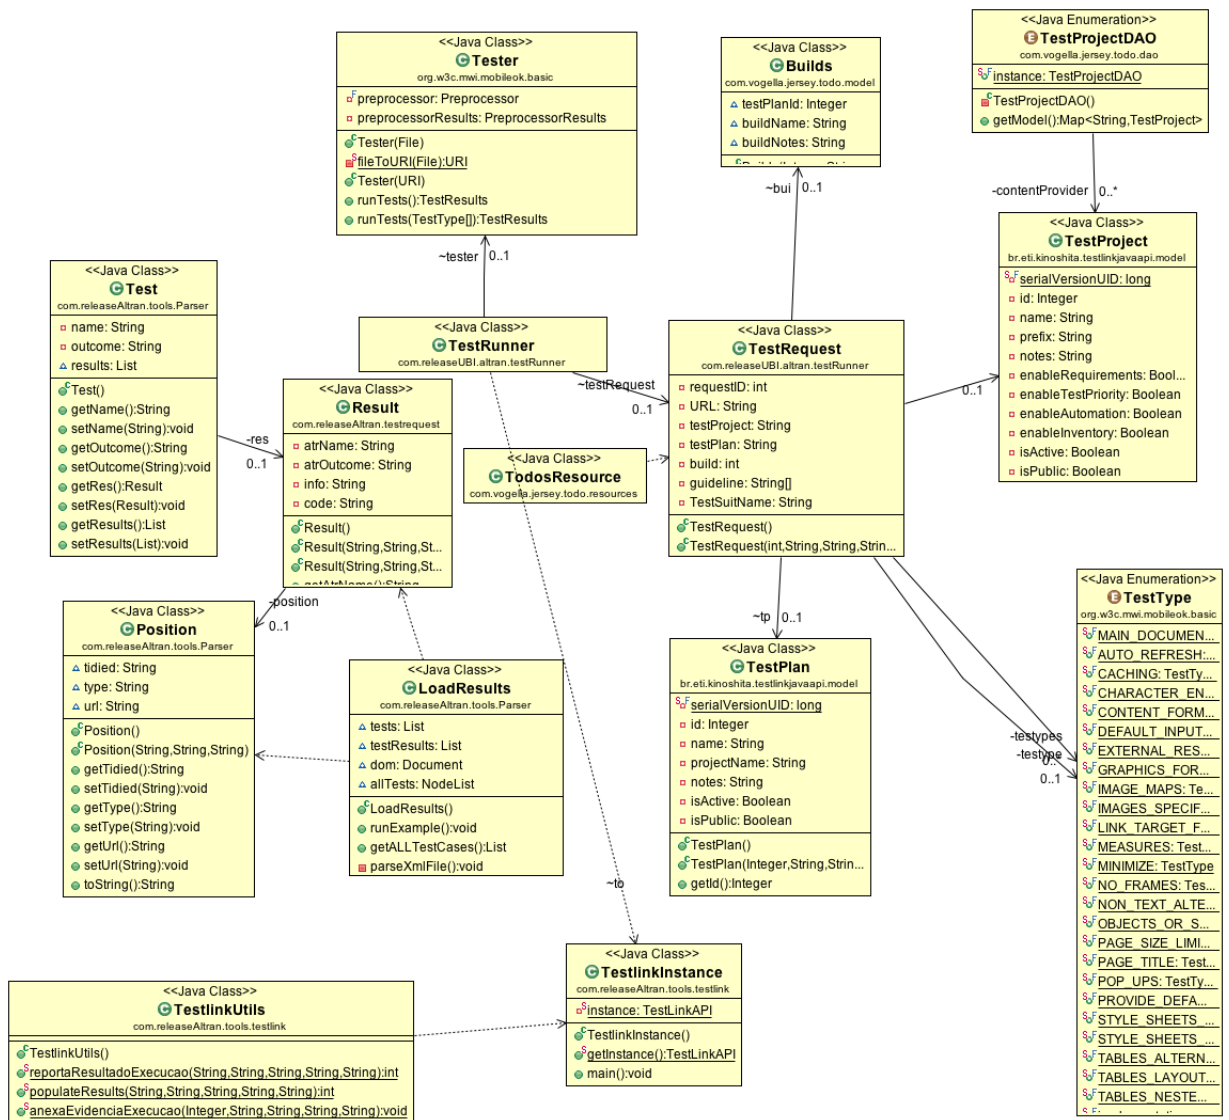 <<Java Class>>
Tester
org.w3c.mwi.mobileok.basic
preprocessor: Preprocessor
preprocessorResults: PreprocessorResults
Tester(File)
fileToURI(File):URI
Tester(URI)
runTests():TestResults
runTests(TestType[]):TestResults
<<Java Class>>
Builds
com.vogella.jersey.todo.model
testPlanId: Integer
buildName: String
buildNotes: String
<<Java Enumeration>>
TestProjectDAO
com.vogella.jersey.todo.dao
instance: TestProjectDAO
TestProjectDAO()
getModel():Map<String,TestProject>
-contentProvider
0..*
~bui
0..1
~tester
0..1
<<Java Class>>
TestProject
br.eti.kinoshita.testlinkjavaapi.model
serialVersionUID: long
id: Integer
name: String
prefix: String
notes: String
enableRequirements: Bool...
enableTestPriority: Boolean
enableAutomation: Boolean
enableInventory: Boolean
isActive: Boolean
isPublic: Boolean
<<Java Class>>
Test
com.releaseAltran.tools.Parser
name: String
outcome: String
results: List
Test()
getName():String
setName(String):void
getOutcome():String
setOutcome(String):void
getRes():Result
setRes(Result):void
getResults():List
setResults(List):void
<<Java Class>>
TestRunner
com.releaseUBI.altran.testRunner
~testRequest
0..1
<<Java Class>>
TestRequest
com.releaseUBI.altran.testRunner
requestID: int
URL: String
testProject: String
testPlan: String
build: int
guideline: String[]
TestSuitName: String
TestRequest()
TestRequest(int,String,String,Strin...
0..1
<<Java Class>>
Result
com.releaseAltran.testrequest
atrName: String
atrOutcome: String
info: String
code: String
Result()
Result(String,String,St...
Result(String,String,St...
getAtrName():String
-res
0..1
<<Java Class>>
TodosResource
com.vogella.jersey.todo.resources
-position
0..1
<<Java Class>>
Position
com.releaseAltran.tools.Parser
tidied: String
type: String
url: String
Position()
Position(String,String,String)
getTidied():String
setTidied(String):void
getType():String
setType(String):void
getUrl():String
setUrl(String):void
toString():String
<<Java Class>>
LoadResults
com.releaseAltran.tools.Parser
tests: List
testResults: List
dom: Document
allTests: NodeList
LoadResults()
runExample():void
getALLTestCases():List
parseXmlFile():void
~tp
0..1
<<Java Class>>
TestPlan
br.eti.kinoshita.testlinkjavaapi.model
serialVersionUID: long
id: Integer
name: String
projectName: String
notes: String
isActive: Boolean
isPublic: Boolean
TestPlan()
TestPlan(Integer,String,Strin...
getId():Integer
-testypes
-testype
0..1
<<Java Enumeration>>
TestType
org.w3c.mwi.mobileok.basic
MAIN_DOCUMEN...
AUTO_REFRESH:...
CACHING: TestTy...
CHARACTER_EN...
CONTENT_FORM...
DEFAULT_INPUT...
EXTERNAL_RES...
GRAPHICS_FOR...
IMAGE_MAPS: Te...
IMAGES_SPECIF...
LINK_TARGET_F...
MEASURES: Test...
MINIMIZE: TestType
NO_FRAMES: Tes...
NON_TEXT_ALTE...
OBJECTS_OR_S...
PAGE_SIZE_LIMI...
PAGE_TITLE: Test...
POP_UPS: TestTy...
PROVIDE_DEFA...
STYLE_SHEETS_...
STYLE_SHEETS_...
TABLES_ALTERN...
TABLES_LAYOUT...
TABLES_NESTE...
~to
<<Java Class>>
TestlinkInstance
com.releaseAltran.tools.testlink
instance: TestLinkAPI
TestlinkInstance()
getInstance():TestLinkAPI
main():void
<<Java Class>>
TestlinkUtils
com.releaseAltran.tools.testlink
TestlinkUtils()
reportaResultadoExecucao(String,String,String,String,String):int
populateResults(String,String,String,String,String):int
anexaEvidenciaExecucao(Integer,String,String,String,String):void